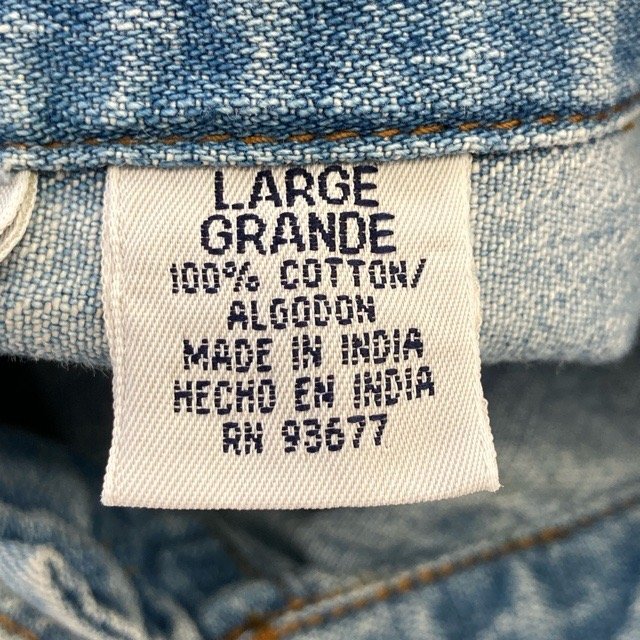 LARGE
GRANDE
100% COTTON/
ALGODON
MADE IN INDIA
HECHO EN INDIA
RN 93677